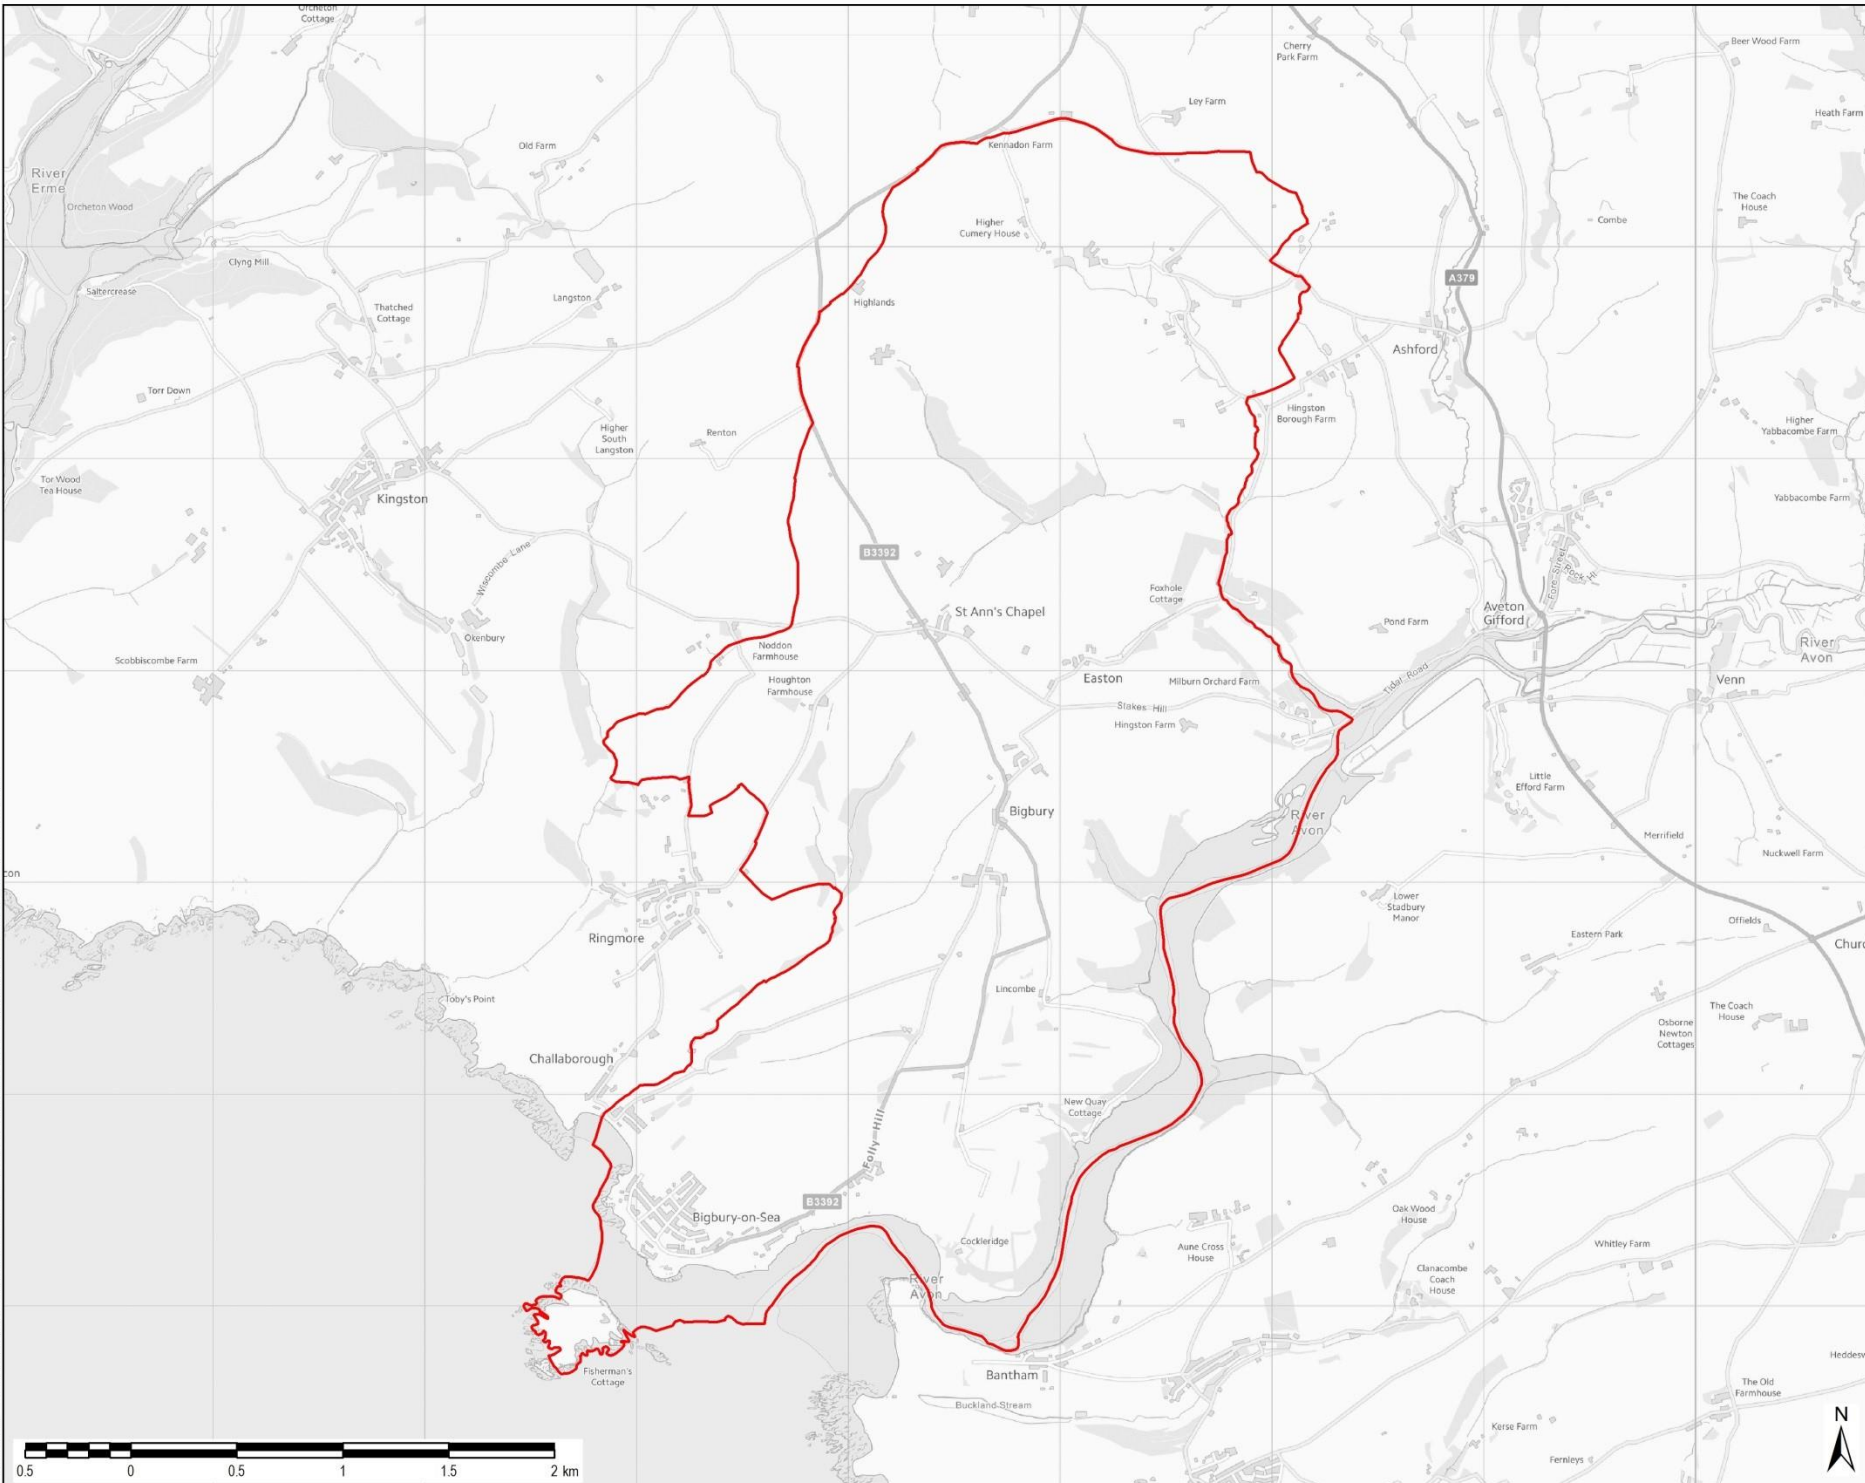 Orcheton
Cottage
Cherry
Park Farm
Beer Wood Farm
Ley Farm
Heath Farm
Old Farm
Kennadon Farm
River
Erme
Orcheton Wood
The Coach
House
Combe
Higher
Cumery House
Clyng Mill
A379
Saltercrease
Langston
Highlands
Thatched
Cottage
Ashford
Torr Down
Hingston
Borough Farm
Higher
South
Langston
Renton
Higher
Yabbacombe Farm
Tor Wood
Tea House
Kingston
Yabbacombe Farm
B3392
Wiscombe Lane
Fore Street
Rock Hl
Foxhole
Cottage
St Ann's Chapel
Aveton
Gifford
Pond Farm
Okenbury
Noddon
Farmhouse
River
Avon
Scobbiscombe Farm
Houghton
Farmhouse
Easton
Milburn Orchard Farm
Tidal Road
Venn
Stakes Hill
Hingston Farm
Little
Efford Farm
Bigbury
River
Avon
Merrifield
Nuckwell Farm
con
Lower
Stadbury
Manor
Offields
Ringmore
Eastern Park
Churc
Toby's Point
Lincombe
The Coach
House
Osborne
Newton
Cottages
Challaborough
New Quay
Cottage
Folly Hill
B3392
Bigbury-on-Sea
Oak Wood
House
Cockleridge
Aune Cross
House
Whitley Farm
River
Avon
Clanacombe
Coach
House
Fisherman's
Cottage
Bantham
Heddesw
The Old
Farmhouse
Buckland Stream
Kerse Farm
Fernleys
N
0.5 0 0.5 1 1.5 2 km